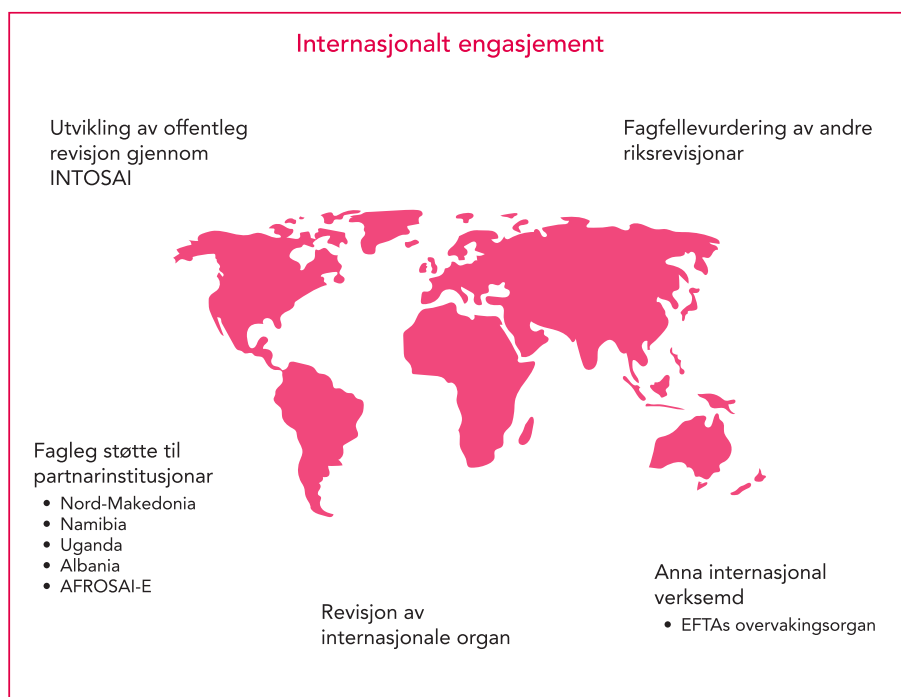 Internasjonalt engasjement
Utvikling av offentleg
revisjon gjennom
INTOSAI
Fagfellevurdering av andre
riksrevisjonar
Fagleg støtte til
partnarinstitusjonar
• Nord-Makedonia
• Namibia
• Uganda
• Albania
• AFROSAI-E
Revisjon av
internasjonale organ
Anna internasjonal
verksemd
• EFTAs overvakingsorgan